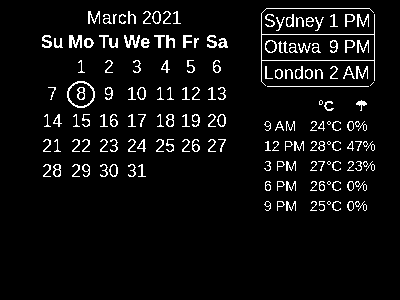 March 2021
Su Mo Tu We Th Fr Sa
1 2 3 4 5 6
7 8 9 10 11 12 13
14 15 16 17 18 19 20
21 22 23 24 25 26 27
28 29 30 31
Sydney 1 PM
Ottawa 9 PM
London 2 AM
°C ☂
9 AM 24°C 0%
12 PM 28°C 47%
3 PM 27°C 23%
6 PM 26°C 0%
9 PM 25°C 0%